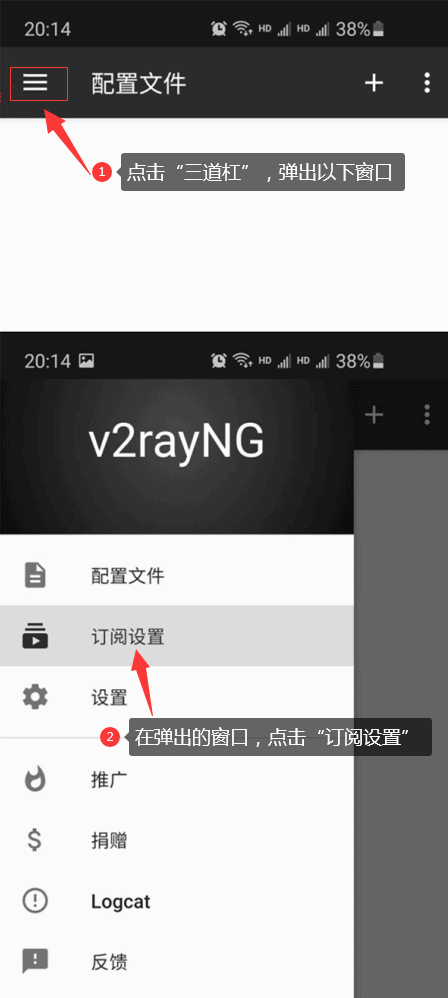 20:14 HD HD 38%
配置文件
1 点击“三道杠”，弹出以下窗口
20:14 HD HD 38%
v2rayNG
配置文件
订阅设置
设置
2 在弹出的窗口，点击“订阅设置”
推广
捐赠
Logcat
反馈